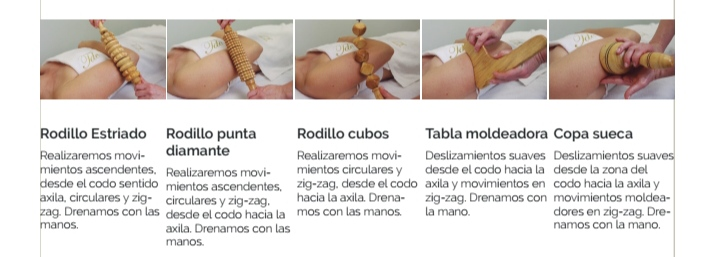 Rodillo Estriado
Realizaremos movi-
mientos ascendentes,
desde el codo sentido
axila, circulares y zig-
zag. Drenamos con las
manos.
Rodillo punta
diamante
Realizaremos movi-
mientos ascendentes,
circulares y zig-zag,
desde el codo hacia la
axila. Drenamos con las
manos.
Rodillo cubos
Realizaremos movi-
mientos circulares y
zig-zag, desde el codo
hacia la axila. Drena-
mos con las manos.
Tabla moldeadora
Deslizamientos suaves
desde el codo hacia la
axila y movimientos en
zig-zag. Drenamos con
la mano.
Copa sueca
Deslizamientos suaves
desde la zona del
codo hacia la axila y
movimientos moldea-
dores en zig-zag. Dre-
namos con la mano.